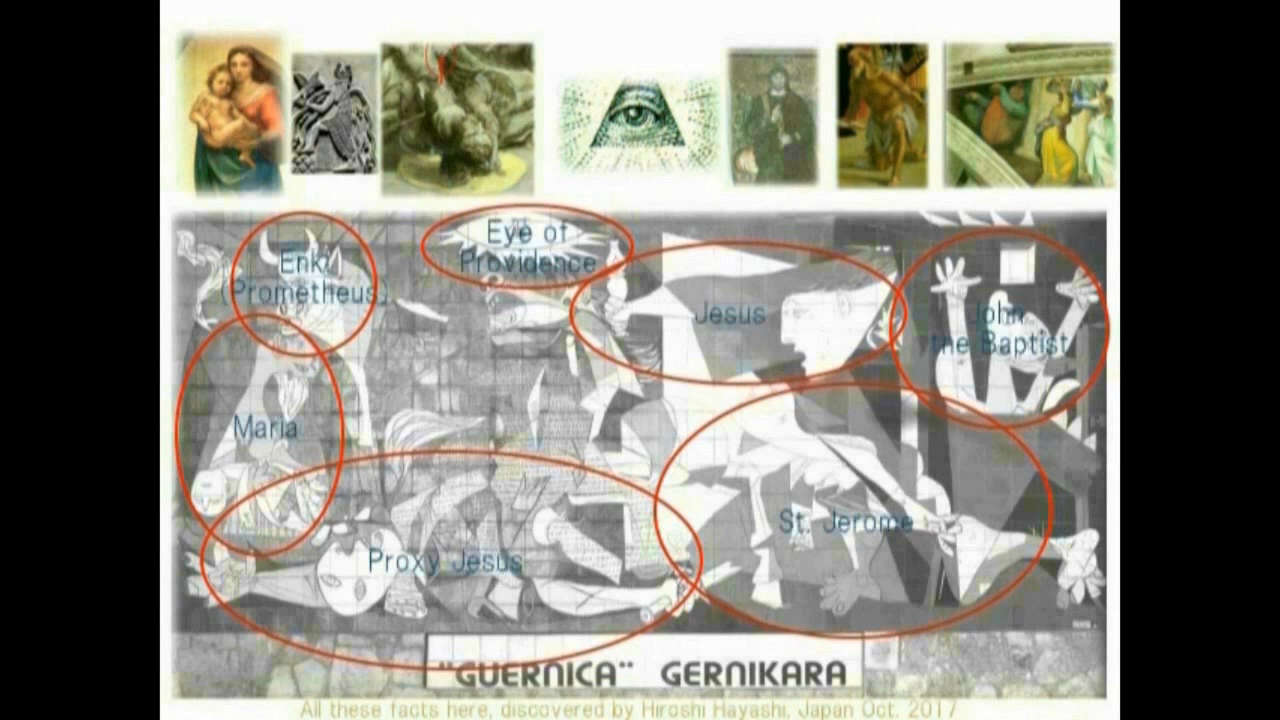 Eye of
Providence
Enki
(Prometheus)
Jesus
John
the Baptist
Maria
St. Jerome
Proxy Jesus
"GUERNICA" GERNIKARA
All these facts here, discovered by Hiroshi Hayashi, Japan Oct. 2017